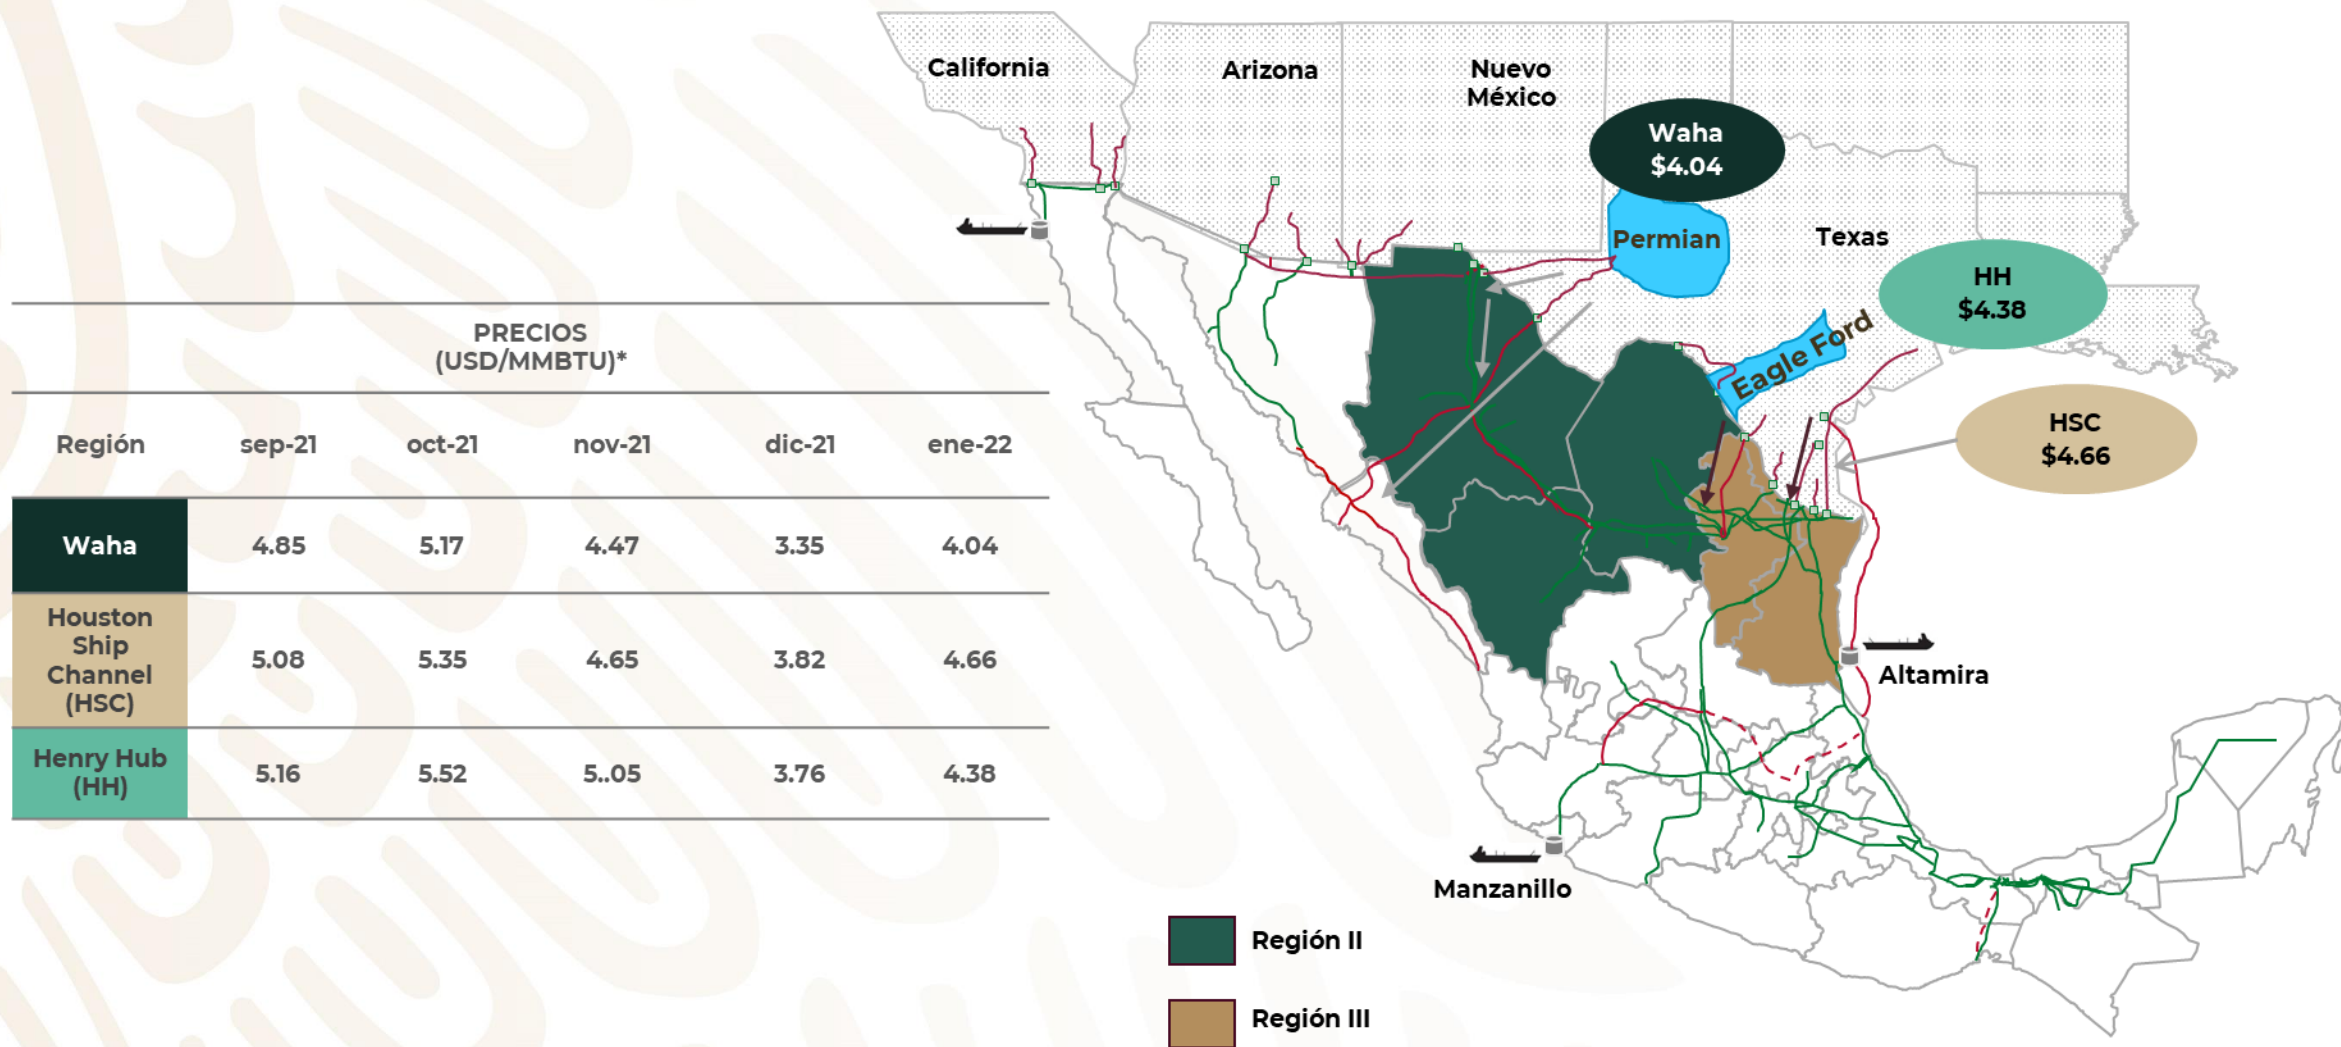 PRECIOS
(USD/MMBTU)*
Región sep-21 oct-21 nov-21 dic-21 ene-22
Waha 4.85 5.17 4.47 3.35 4.04
Houston
Ship
Channel
(HSC)
5.08 5.35 4.65 3.82 4.66
Henry Hub
(HH)
5.16 5.52 5..05 3.76 4.38
California
Arizona
Nuevo
México
Waha
$4.04
Permian
Texas
HH
$4.38
Eagle Ford
HSC
$4.66
Altamira
Manzanillo
Región II
Región III